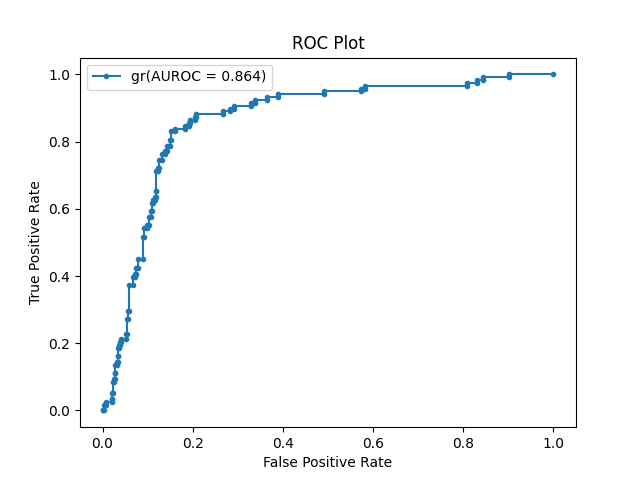 ROC Plot
gr(AUROC = 0.864)
True Positive Rate
1.0
0.8
0.6
0.4
0.2
0.0
0.0 0.2 0.4 0.6 0.8 1.0
False Positive Rate